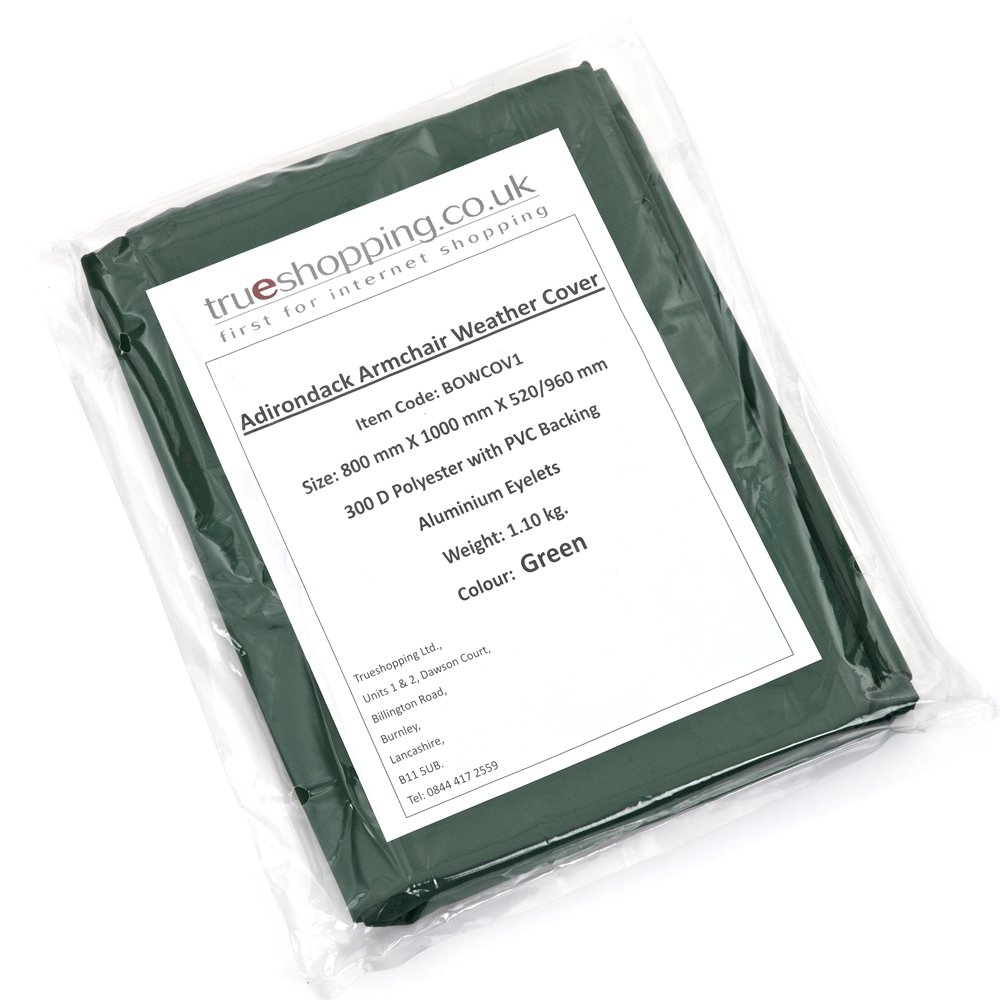 trueshopping.co.uk
first for internet shopping
Adirondack Armchair Weather Cover
Item Code: BOWCOV1
Size: 800 mm X 1000 mm X 520/960 mm
300 D Polyester with PVC Backing
Aluminium Eyelets
Weight: 1.10 kg.
Colour: Green
Trueshopping Ltd.,
Units 1 & 2, Dawson Court,
Billington Road,
Burnley,
Lancashire,
B11 5UB.
Tel: 0844 417 2559